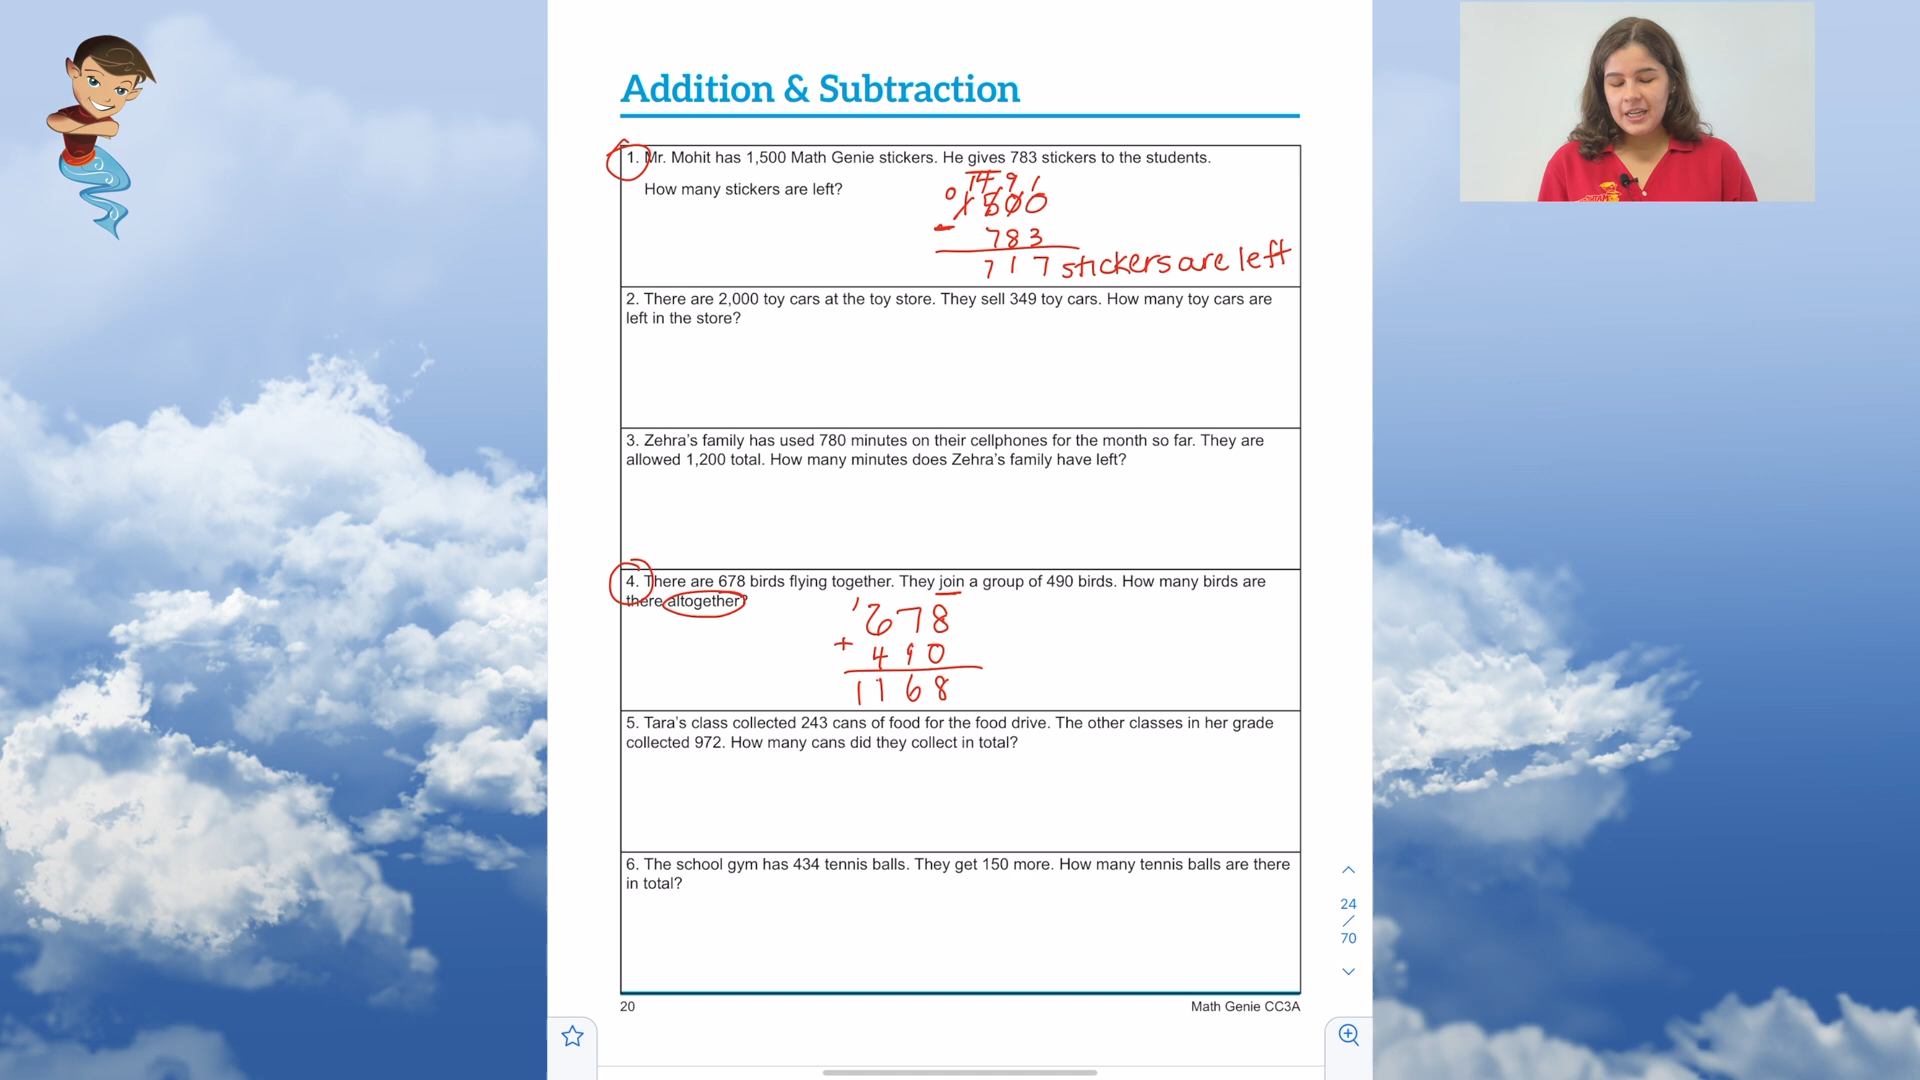 Addition & Subtraction
1. Mr. Mohit has 1,500 Math Genie stickers. He gives 783 stickers to the students.
How many stickers are left?
0 14 9 1
1500
- 783
717 stickers are left
2. There are 2,000 toy cars at the toy store. They sell 349 toy cars. How many toy cars are
left in the store?
3. Zehra's family has used 780 minutes on their cellphones for the month so far. They are
allowed 1,200 total. How many minutes does Zehra's family have left?
4. There are 678 birds flying together. They join a group of 490 birds. How many birds are
there altogether?
1
678
+ 490
1168
5. Tara's class collected 243 cans of food for the food drive. The other classes in her grade
collected 972. How many cans did they collect in total?
6. The school gym has 434 tennis balls. They get 150 more. How many tennis balls are there
in total?
24
/
70
20 Math Genie CC3A